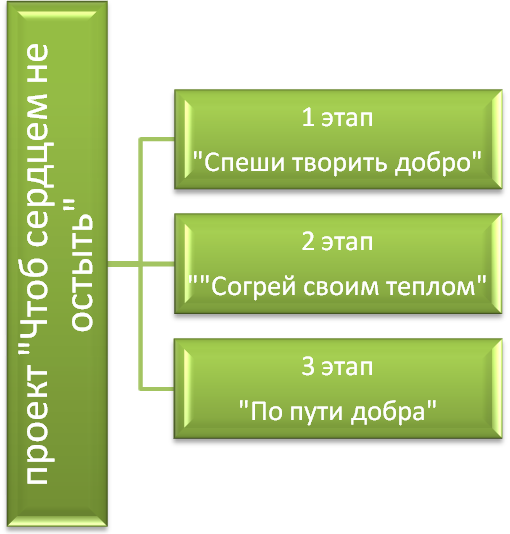 проект "Чтоб сердцем не
остыть"
1 этап
"Спеши творить добро"
2 этап
""Согрей своим теплом"
3 этап
"По пути добра"